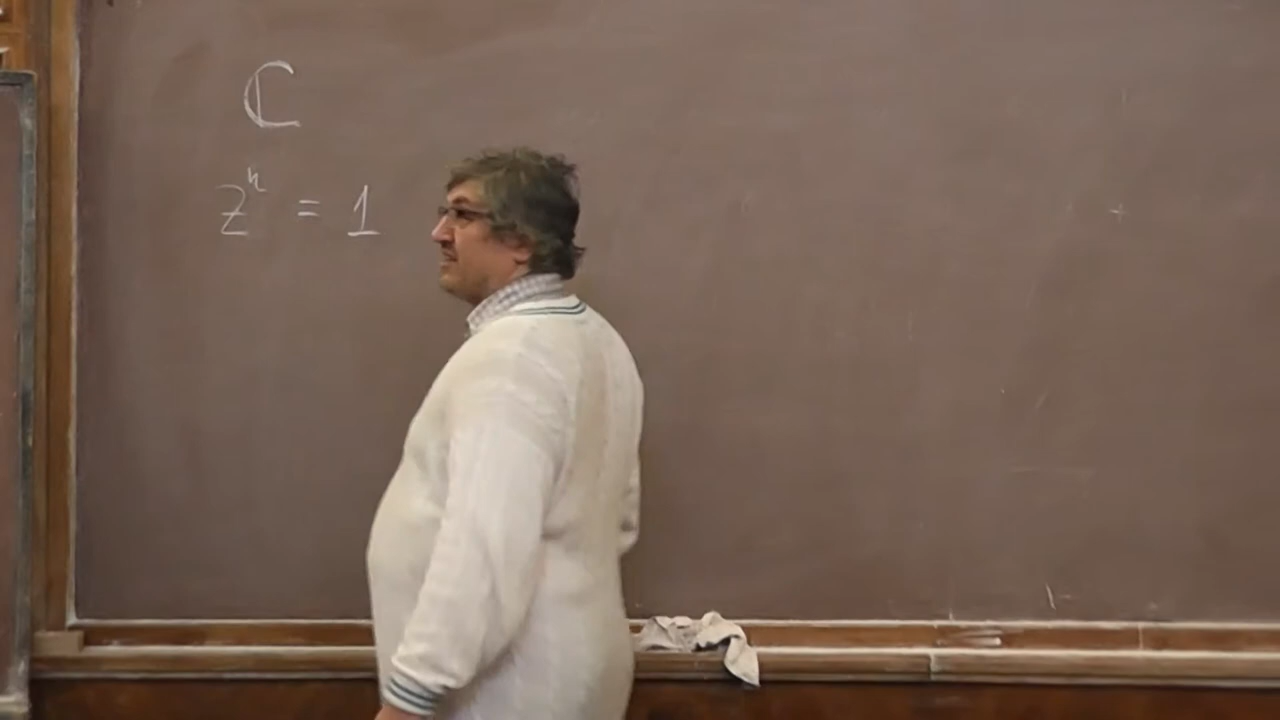 ℂ
zⁿ = 1